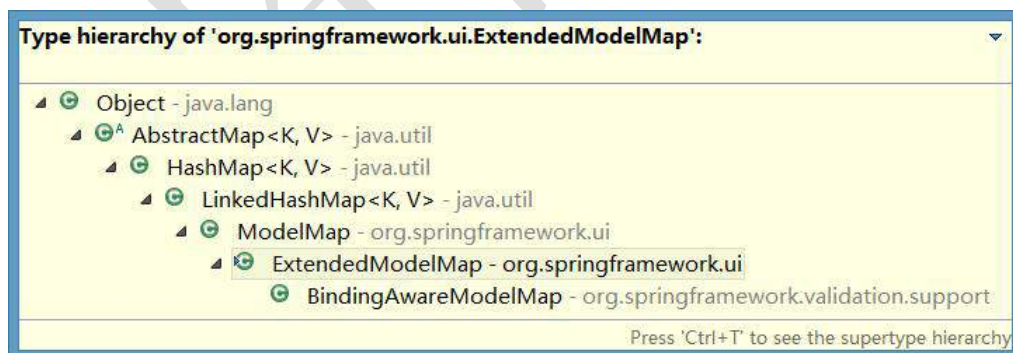 Type hierarchy of 'org.springframework.ui.ExtendedModelMap':
Object - java.lang
AbstractMap<K, V> - java.util
HashMap<K, V> - java.util
LinkedHashMap<K, V> - java.util
ModelMap - org.springframework.ui
ExtendedModelMap - org.springframework.ui
BindingAwareModelMap - org.springframework.validation.support
Press 'Ctrl+T' to see the supertype hierarchy